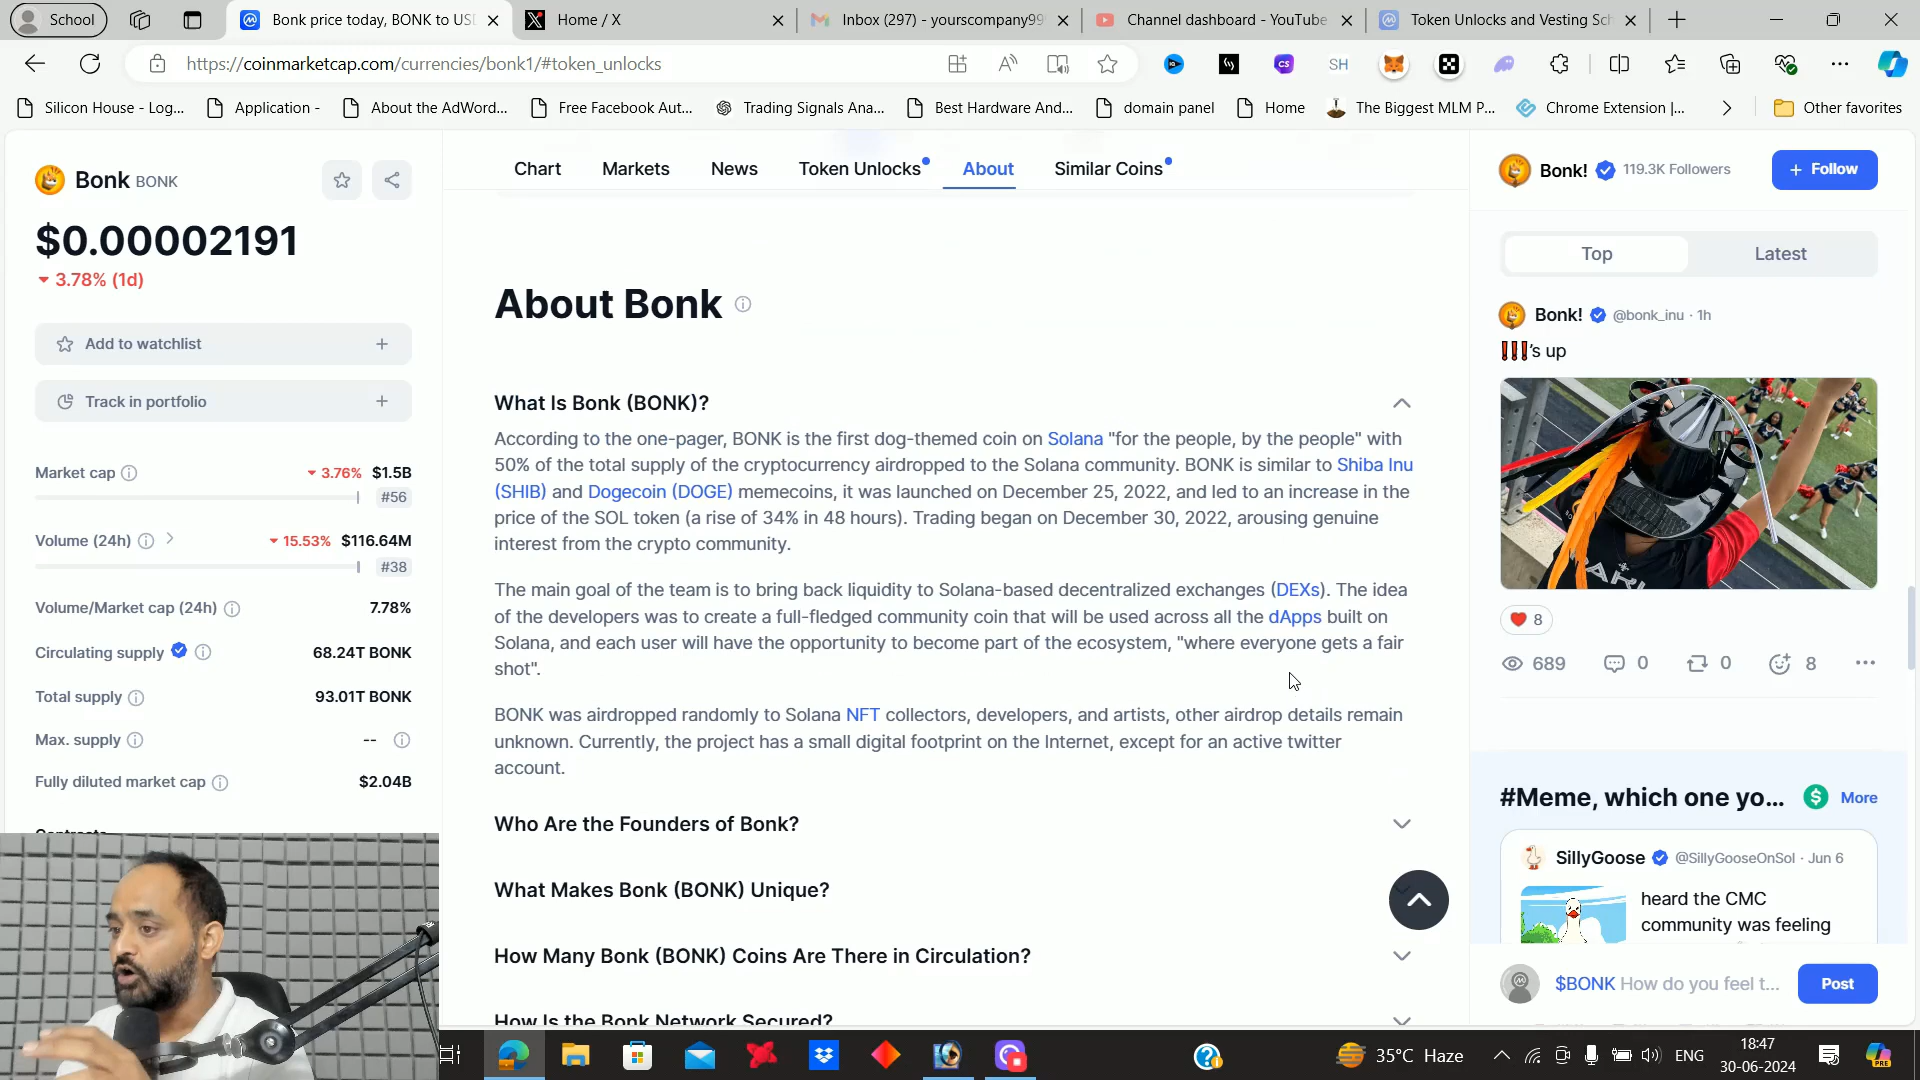 School
Bonk price today, BONK to US
Home / X
Inbox (297) - yourscompany99
Channel dashboard - YouTube
Token Unlocks and Vesting Sch
https://coinmarketcap.com/currencies/bonk1/#token_unlocks
Silicon House - Log...
Application -
About the AdWord...
Free Facebook Aut...
Trading Signals Ana...
Best Hardware And...
domain panel
Home
The Biggest MLM P...
Chrome Extension |...
Other favorites
Bonk BONK
$0.00002191
3.78% (1d)
Add to watchlist
Track in portfolio
Market cap 3.76% $1.5B
#56
Volume (24h) 15.53% $116.64M
#38
Volume/Market cap (24h) 7.78%
Circulating supply 68.24T BONK
Total supply 93.01T BONK
Max. supply --
Fully diluted market cap $2.04B
Contracts
Chart Markets News Token Unlocks About Similar Coins
About Bonk
What Is Bonk (BONK)?
According to the one-pager, BONK is the first dog-themed coin on Solana "for the people, by the people" with
50% of the total supply of the cryptocurrency airdropped to the Solana community. BONK is similar to Shiba Inu
(SHIB) and Dogecoin (DOGE) memecoins, it was launched on December 25, 2022, and led to an increase in the
price of the SOL token (a rise of 34% in 48 hours). Trading began on December 30, 2022, arousing genuine
interest from the crypto community.
The main goal of the team is to bring back liquidity to Solana-based decentralized exchanges (DEXs). The idea
of the developers was to create a full-fledged community coin that will be used across all the dApps built on
Solana, and each user will have the opportunity to become part of the ecosystem, "where everyone gets a fair
shot".
BONK was airdropped randomly to Solana NFT collectors, developers, and artists, other airdrop details remain
unknown. Currently, the project has a small digital footprint on the Internet, except for an active twitter
account.
Who Are the Founders of Bonk?
What Makes Bonk (BONK) Unique?
How Many Bonk (BONK) Coins Are There in Circulation?
How Is the Bonk Network Secured?
Bonk! 119.3K Followers
+ Follow
Top Latest
Bonk! @bonk_inu · 1h
❗❗❗'s up
❤️ 8
689 0 0 8 ...
#Meme, which one yo... More
SillyGoose @SillyGooseOnSol · Jun 6
heard the CMC
community was feeling
$BONK How do you feel t...
Post
35°C Haze
ENG
18:47
30-06-2024